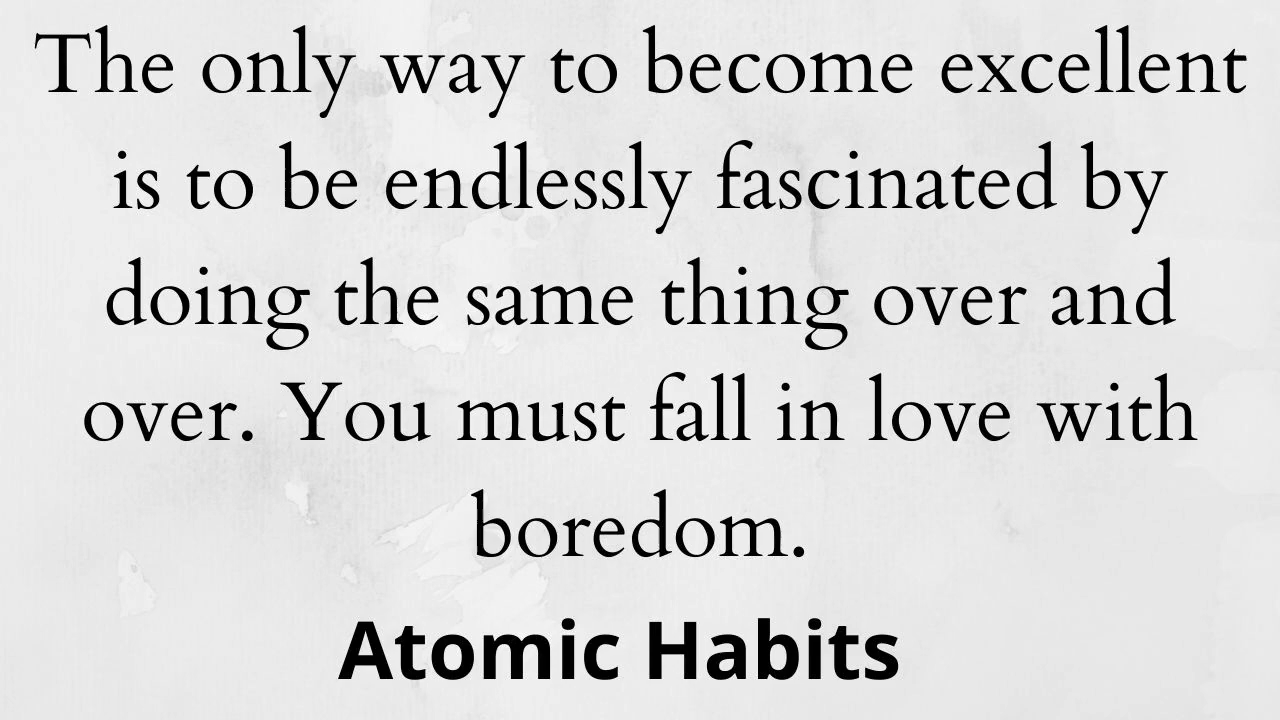 The only way to become excellent
is to be endlessly fascinated by
doing the same thing over and
over. You must fall in love with
boredom.
Atomic Habits